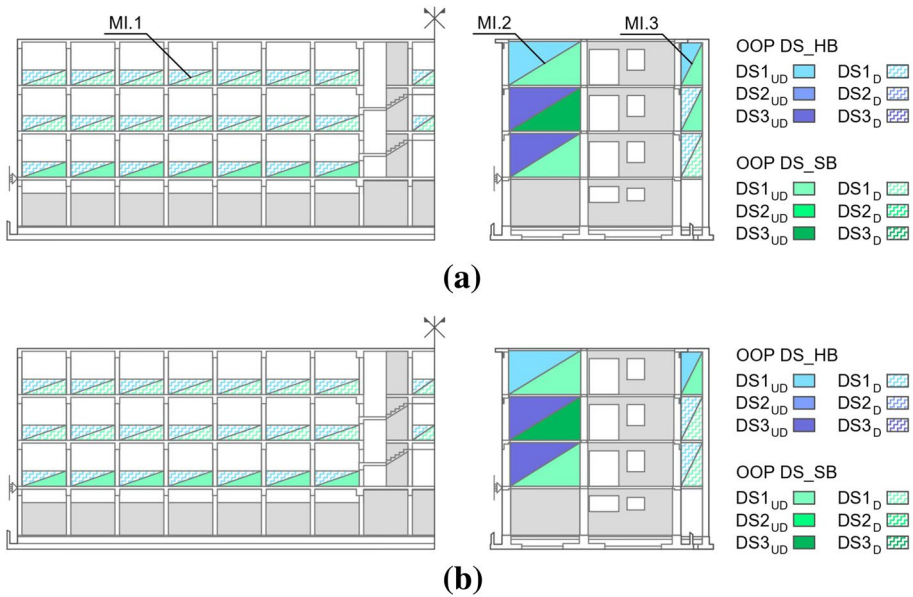 MI.1
MI.2
MI.3
OOP DS_HB
DS1UD DS1D
DS2UD DS2D
DS3UD DS3D
OOP DS_SB
DS1UD DS1D
DS2UD DS2D
DS3UD DS3D
(a)
OOP DS_HB
DS1UD DS1D
DS2UD DS2D
DS3UD DS3D
OOP DS_SB
DS1UD DS1D
DS2UD DS2D
DS3UD DS3D
(b)